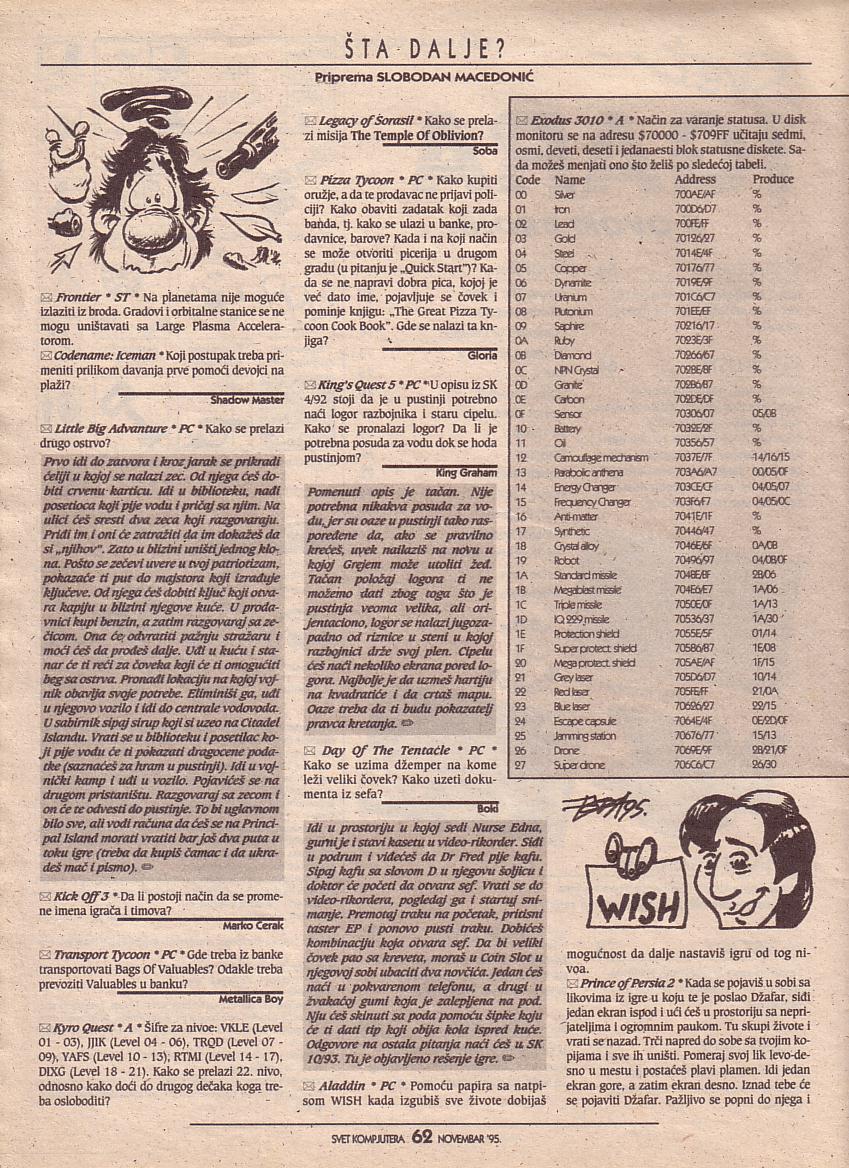 ŠTA DALJE?
Priprema SLOBODAN MACEDONIĆ
Frontier * ST * Na planetama nije moguće
izlaziti iz broda. Gradovi i orbitalne stanice se ne
mogu uništavati sa Large Plasma Accelera-
torom.
Codename: Iceman * Koji postupak treba pri-
meniti prilikom davanja prve pomoći devojci na
plaži?
Shadow Master
Little Big Advanture * PC * Kako se prelazi
drugo ostrvo?
Prvo idi do zatvora i kroz jarak se prikradi
ćeliji u kojoj se nalazi zec. Od njega ćeš do-
biti crvenu karticu. Idi u biblioteku, nađi
posetioca koji pije vodu i pričaj sa njim. Na
ulici ćeš sresti dva zeca koji razgovaraju.
Priđi im i oni će zatražiti da im dokažeš da
si „njihov". Zato u blizini uništi jednog klo-
na. Pošto se zečevi uvere u tvoj patriotizam,
pokazaće ti put do majstora koji izrađuje
ključeve. Od njega ćeš dobiti ključ koji otva-
ra kapiju u blizini njegove kuće. U proda-
vnici kupi benzin, a zatim razgovaraj sa ze-
čicom. Ona će odvratiti pažnju stražaru i
moći ćeš da prođeš dalje. Uđi u kuću i sta-
nar će ti reći za čoveka koji će ti omogućiti
beg sa ostrva. Pronađi lokaciju na kojoj voj-
nik obavlja svoje potrebe. Eliminiši ga, uđi
u njegovo vozilo i idi do centrale vodovoda.
U sabirnik sipaj sirup koji si uzeo na Citadel
Islandu. Vrati se u biblioteku i posetilac ko-
ji pije vodu će ti pokazati dragocene poda-
tke (saznaćeš za hram u pustinji). Idi u voj-
nički kamp i uđi u vozilo. Pojavićeš se na
drugom pristaništu. Razgovaraj sa zecom i
on će te odvesti do pustinje. To bi uglavnom
bilo sve, ali vodi računa da ćeš se na Princi-
pal Island morati vratiti bar još dva puta u
toku igre (treba da kupiš čamac i da ukra-
deš mač i pismo).
Kick Off 3 * Da li postoji način da se prome-
ne imena igrača i timova?
Marko Cerak
Transport Tycoon * PC * Gde treba iz banke
transportovati Bags Of Valuables? Odakle treba
prevoziti Valuables u banku?
Metallica Boy
Kyro Quest * A * Šifre za nivoe: VKLE (Level
01 - 03), JJIK (Level 04 - 06), TRQD (Level 07 -
09), YAFS (Level 10 - 13); RTMI (Level 14 - 17),
DIXG (Level 18 - 21). Kako se prelazi 22. nivo,
odnosno kako doći do drugog dečaka koga tre-
ba osloboditi?
Legacy of Sorasil * Kako se prela-
zi misija The Temple Of Oblivion?
Soba
Pizza Tycoon * PC * Kako kupiti
oružje, a da te prodavac ne prijavi poli-
ciji? Kako obaviti zadatak koji zada
banda, tj. kako se ulazi u banke, pro-
davnice, barove? Kada i na koji način
se može otvoriti picerija u drugom
gradu (u pitanju je „Quick Start")? Ka-
da se ne napravi dobra pica, kojoj je
već dato ime, pojavljuje se čovek i
pominje knjigu: „The Great Pizza Ty-
coon Cook Book". Gde se nalazi ta kn-
jiga?
Gloria
King's Quest 5 * PC * U opisu iz SK
4/92 stoji da je u pustinji potrebno
naći logor razbojnika i staru cipelu.
Kako se pronalazi logor? Da li je
potrebna posuda za vodu dok se hoda
pustinjom?
King Graham
Pomenuti opis je tačan. Nije
potrebna nikakva posuda za vo-
du, jer su oaze u pustinji tako ras-
poređene da, ako se pravilno
krećeš, uvek nailaziš na novu u
kojoj Grejem može utoliti žeđ.
Tačan položaj logora ti ne
možemo dati zbog toga što je
pustinja veoma velika, ali ori-
jentaciono, logor se nalazi jugoza-
padno od riznice u steni u kojoj
razbojnici drže svoj plen. Cipelu
ćeš naći nekoliko ekrana pored lo-
gora. Najbolje je da uzmeš hartiju
na kvadratiće i da crtaš mapu.
Oaze treba da ti budu pokazatelj
pravca kretanja.
Day Of The Tentacle * PC *
Kako se uzima džemper na kome
leži veliki čovek? Kako uzeti doku-
menta iz sefa?
Boki
Idi u prostoriju u kojoj sedi Nurse Edna,
gurni je i stavi kasetu u video-rikorder. Siđi
u podrum i videćeš da Dr Fred pije kafu.
Sipaj kafu sa slovom D u njegovu šoljicu i
doktor će početi da otvara sef. Vrati se do
video-rikordera, pogledaj ga i startuj sni-
manje. Premotaj traku na početak, pritisni
taster EP i ponovo pusti traku. Dobićeš
kombinaciju koja otvara sef. Da bi veliki
čovek pao sa kreveta, moraš u Coin Slot u
njegovoj sobi ubaciti dva novčića. Jedan ćeš
naći u pokvarenom telefonu, a drugi u
žvakaćoj gumi koja je zalepljena na pod.
Nju ćeš skinuti sa poda pomoću šipke koju
će ti dati tip koji obija kola ispred kuće.
Odgovore na ostala pitanja naći ćeš u SK
10/93. Tu je objavljeno rešenje igre.
Aladdin * PC * Pomoću papira sa natpi-
som WISH kada izgubiš sve živote dobijaš
Exodus 3010 * A * Način za varanje statusa. U disk
monitoru se na adresu $70000 - $709FF učitaju sedmi,
osmi, deveti, deseti i jedanaesti blok statusne diskete. Sa-
da možeš menjati ono što želiš po sledećoj tabeli.
Code Name Address Produce
00 Silver 700AE/AF %
01 Iron 700D6/D7 %
02 Lead 700FE/FF %
03 Gold 70126/27 %
04 Steel 7014E/4F %
05 Copper 70176/77 %
06 Dynamite 7019E/9F %
07 Uranium 701C6/C7 %
08 Plutonium 701EE/EF %
09 Saphire 70216/17 %
0A Ruby 7023E/3F %
0B Diamond 70266/67 %
0C NPN Crystal 7028E/8F %
0D Granite 702B6/B7 %
0E Carbon 702DE/DF %
0F Sensor 70306/07 05/0B
10 Battery 7032E/2F %
11 Oil 70356/57 %
12 Camouflage mechanism 7037E/7F 14/16/15
13 Parabolic anthena 703A6/A7 00/05/0F
14 Energy Changer 703CE/CF 04/05/07
15 Frequency Changer 703F6/F7 04/05/0C
16 Anti-matter 7041E/1F %
17 Synthetic 70446/47 %
18 Crystal alloy 7046E/6F 0A/0B
19 Robot 70496/97 04/0B/0F
1A Standard missile 704BE/BF 2B/06
1B Megablast missile 704E6/E7 1A/06
1C Triple missile 7050E/0F 1A/13
1D IQ 229 missile 70536/37 1A/30
1E Protection shield 7055E/5F 01/14
1F Super protect. shield 70586/87 1E/08
20 Mega protect. shield 705AE/AF 1F/15
21 Grey laser 705D6/D7 10/14
22 Red laser 705FE/FF 21/0A
23 Blue laser 70626/27 22/15
24 Escape capsule 7064E/4F 0E/2D/0F
25 Jamming station 70676/77 15/13
26 Drone 7069E/9F 2B/21/0F
27 Super drone 706C6/C7 26/30
95.
WISH
mogućnost da dalje nastaviš igru od tog ni-
voa.
Prince of Persia 2 * Kada se pojaviš u sobi sa
likovima iz igre u koju te je poslao Džafar, siđi
jedan ekran ispod i ući ćeš u prostoriju sa nepri-
jateljima i ogromnim paukom. Tu skupi živote i
vrati se nazad. Trči napred do sobe sa tvojim ko-
pijama i sve ih uništi. Pomeraj svoj lik levo-de-
sno u mestu i postaćeš plavi plamen. Idi jedan
ekran gore, a zatim ekran desno. Iznad tebe će
se pojaviti Džafar. Pažljivo se popni do njega i
SVET KOMPJUTERA 62 NOVEMBAR '95.